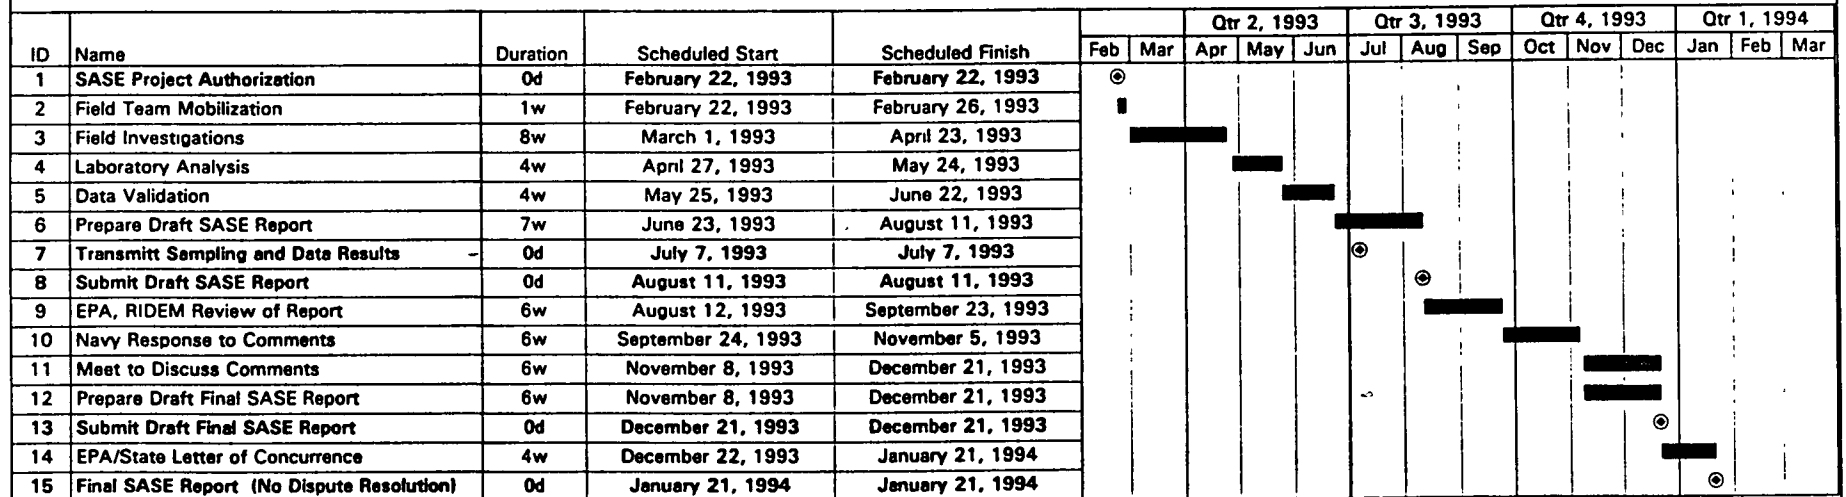 Qtr 2, 1993 Qtr 3, 1993 Qtr 4, 1993 Qtr 1, 1994
ID Name Duration Scheduled Start Scheduled Finish Feb Mar Apr May Jun Jul Aug Sep Oct Nov Dec Jan Feb Mar
1 SASE Project Authorization 0d February 22, 1993 February 22, 1993
2 Field Team Mobilization 1w February 22, 1993 February 26, 1993
3 Field Investigations 8w March 1, 1993 April 23, 1993
4 Laboratory Analysis 4w April 27, 1993 May 24, 1993
5 Data Validation 4w May 25, 1993 June 22, 1993
6 Prepare Draft SASE Report 7w June 23, 1993 August 11, 1993
7 Transmitt Sampling and Data Results 0d July 7, 1993 July 7, 1993
8 Submit Draft SASE Report 0d August 11, 1993 August 11, 1993
9 EPA, RIDEM Review of Report 6w August 12, 1993 September 23, 1993
10 Navy Response to Comments 6w September 24, 1993 November 5, 1993
11 Meet to Discuss Comments 6w November 8, 1993 December 21, 1993
12 Prepare Draft Final SASE Report 6w November 8, 1993 December 21, 1993
13 Submit Draft Final SASE Report 0d December 21, 1993 December 21, 1993
14 EPA/State Letter of Concurrence 4w December 22, 1993 January 21, 1994
15 Final SASE Report (No Dispute Resolution) 0d January 21, 1994 January 21, 1994